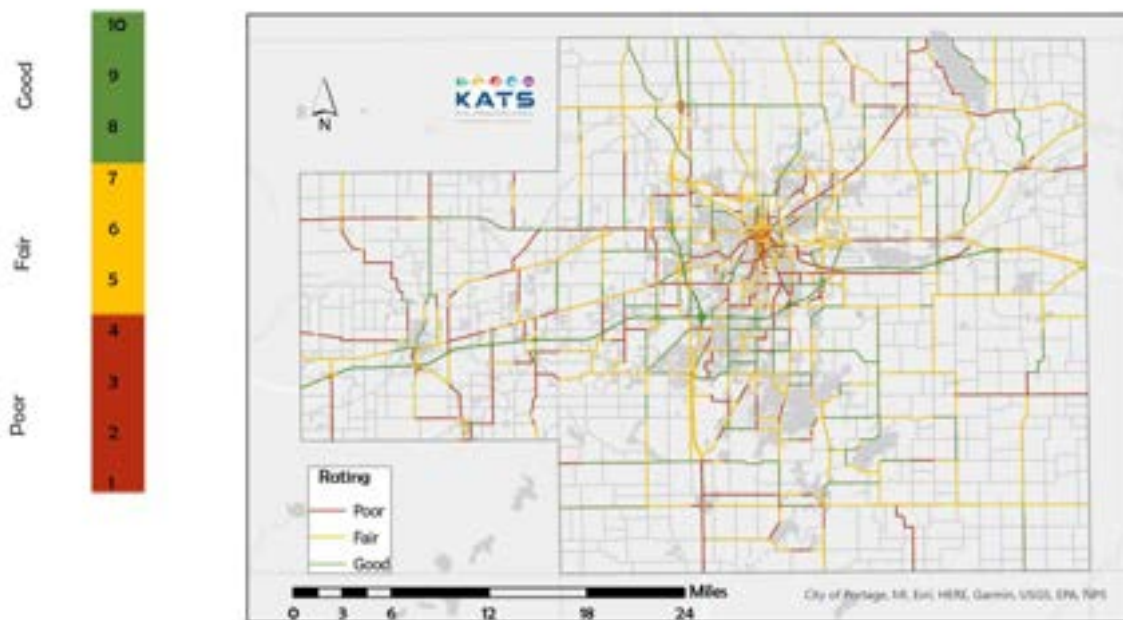 10
9
8
Good
7
6
5
Fair
4
3
2
1
Poor
N
KATS
Rating
Poor
Fair
Good
Miles
0 3 6 12 18 24
City of Portage, MI, Esri, HERE, Garmin, USGS, EPA, NPS